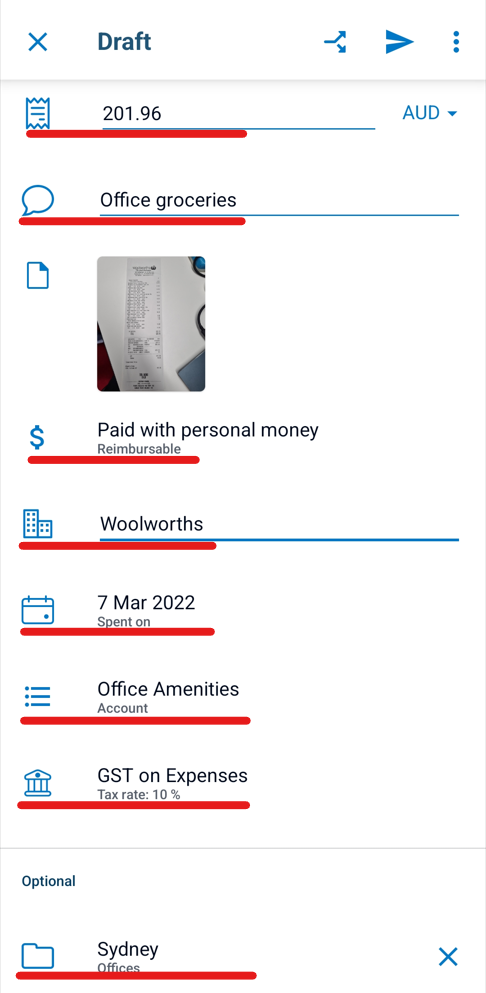 Draft
201.96
AUD
Office groceries
Paid with personal money
Reimbursable
Woolworths
7 Mar 2022
Spent on
Office Amenities
Account
GST on Expenses
Tax rate: 10 %
Optional
Sydney
Offices